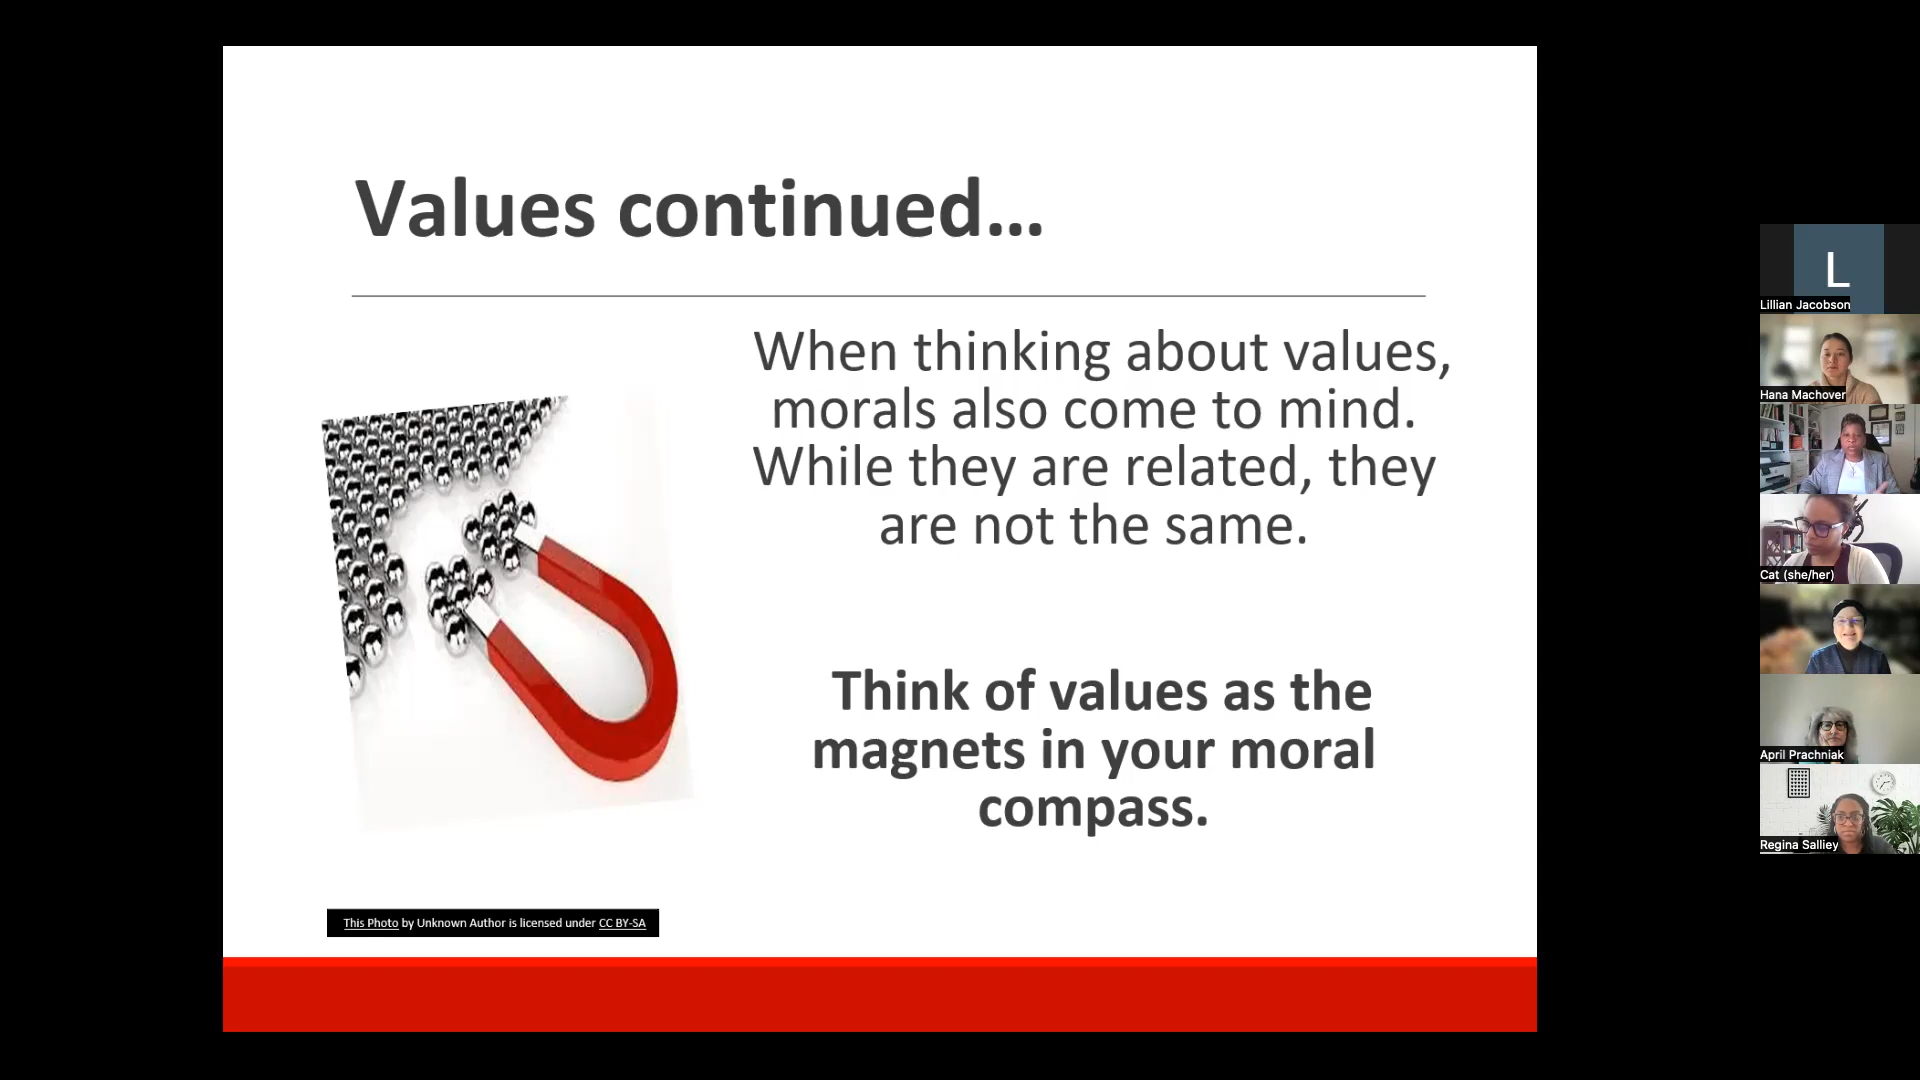 Values continued...
When thinking about values,
morals also come to mind.
While they are related, they
are not the same.
Think of values as the
magnets in your moral
compass.
This Photo by Unknown Author is licensed under CC BY-SA
L
Lillian Jacobson
Hana Machover
Cat (she/her)
April Prachniak
Regina Salliey